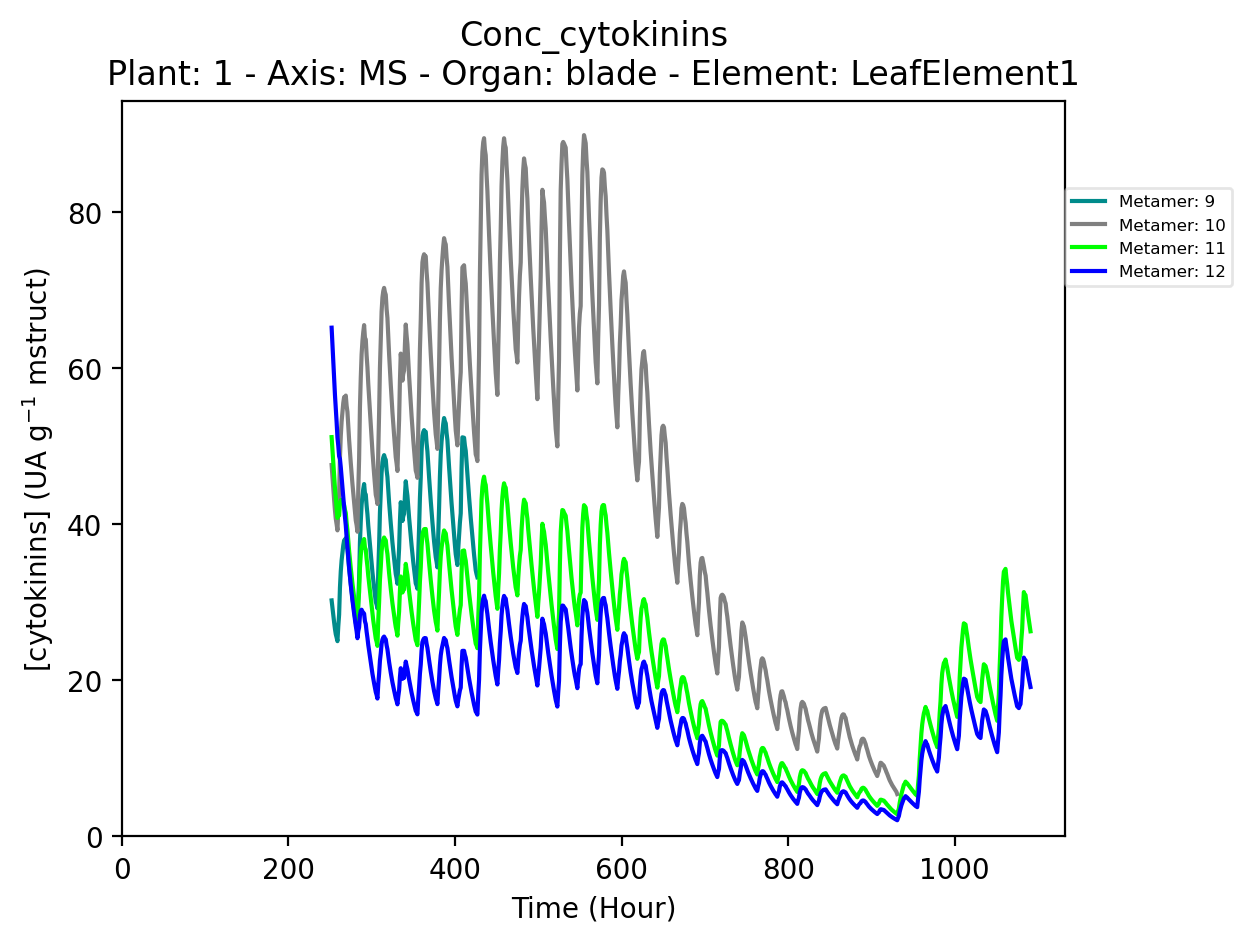 Conc_cytokinins
Plant: 1 - Axis: MS - Organ: blade - Element: LeafElement1
[cytokinins] (UA g⁻¹ mstruct)
80
60
40
20
0
0 200 400 600 800 1000
Time (Hour)
Metamer: 9
Metamer: 10
Metamer: 11
Metamer: 12